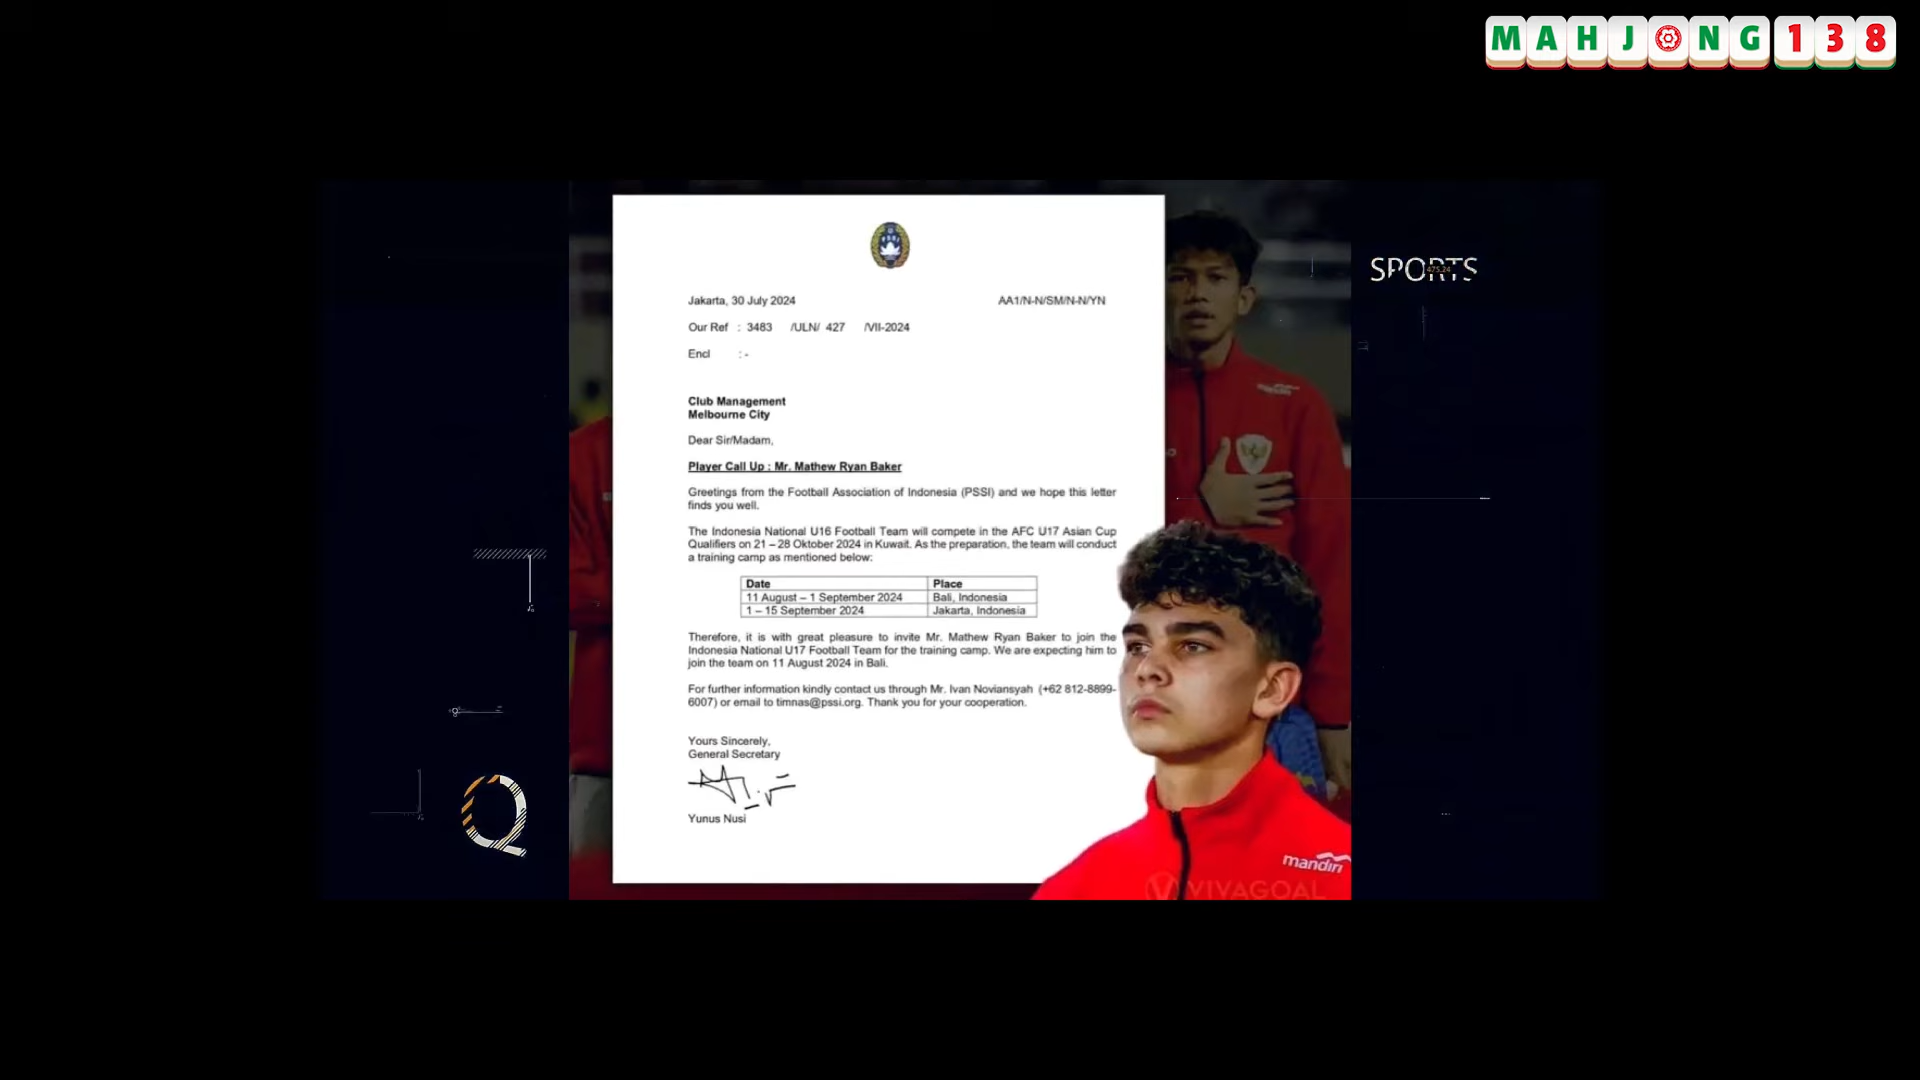 MAHJONG138
SPORTS
Jakarta, 30 July 2024 AA1/N-N/SM/N-N/YN
Our Ref : 3483 /ULN/ 427 /VII-2024
Encl : -
Club Management
Melbourne City
Dear Sir/Madam,
Player Call Up : Mr. Mathew Ryan Baker
Greetings from the Football Association of Indonesia (PSSI) and we hope this letter
finds you well.
The Indonesia National U16 Football Team will compete in the AFC U17 Asian Cup
Qualifiers on 21 – 28 Oktober 2024 in Kuwait. As the preparation, the team will conduct
a training camp as mentioned below:
Date Place
11 August – 1 September 2024 Bali, Indonesia
1 – 15 September 2024 Jakarta, Indonesia
Therefore, it is with great pleasure to invite Mr. Mathew Ryan Baker to join the
Indonesia National U17 Football Team for the training camp. We are expecting him to
join the team on 11 August 2024 in Bali.
For further information kindly contact us through Mr. Ivan Noviansyah (+62 812-8899-
6007) or email to timnas@pssi.org. Thank you for your cooperation.
Yours Sincerely,
General Secretary
Yunus Nusi
Q
mandiri
VIVAGOAL